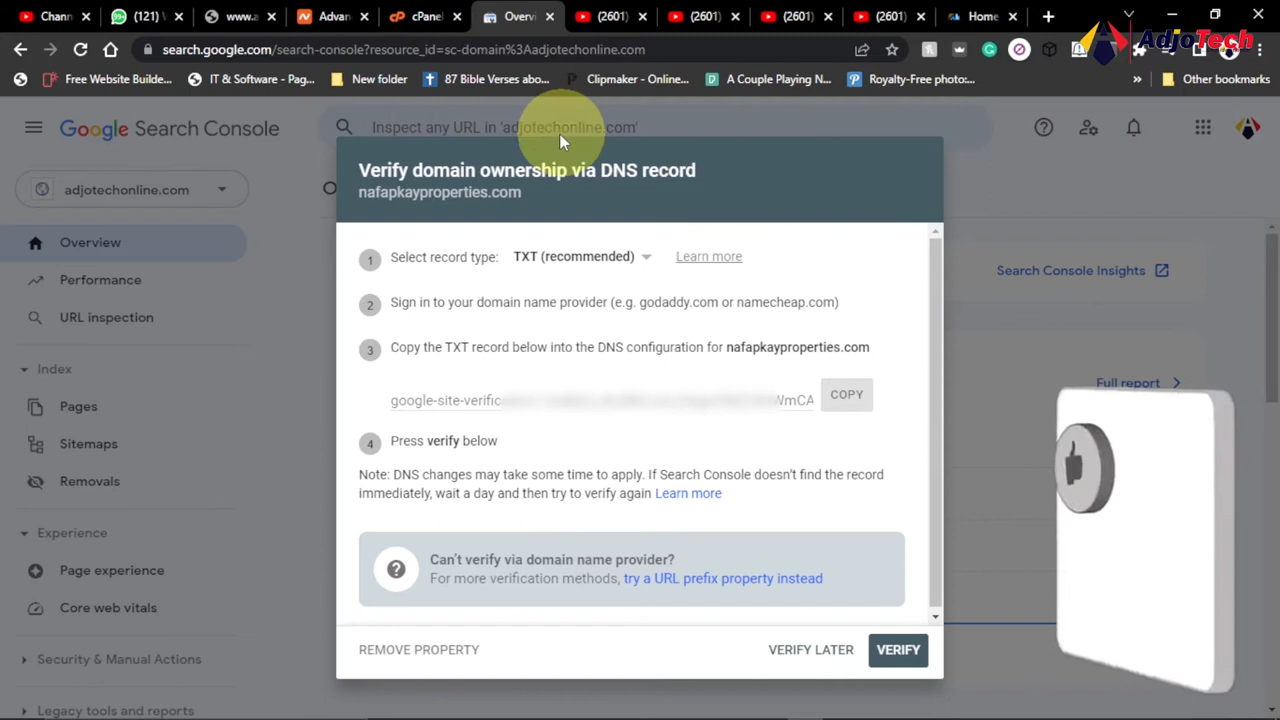 Chann
(121) W
www.a
Advan
cPanel
Overv
(2601)
(2601)
(2601)
(2601)
Home
search.google.com/search-console?resource_id=sc-domain%3Aadjotechonline.com
AdjoTech
Free Website Builde...
IT & Software - Pag...
New folder
87 Bible Verses abo...
Clipmaker - Online...
A Couple Playing N...
Royalty-Free photo:...
»
Other bookmarks
Google Search Console
Inspect any URL in 'adjotechonline.com'
adjotechonline.com
Overview
Performance
URL inspection
Index
Pages
Sitemaps
Removals
Experience
Page experience
Core web vitals
Security & Manual Actions
Legacy tools and reports
Search Console Insights
Full report
Verify domain ownership via DNS record
nafapkayproperties.com
1 Select record type: TXT (recommended) Learn more
2 Sign in to your domain name provider (e.g. godaddy.com or namecheap.com)
3 Copy the TXT record below into the DNS configuration for nafapkayproperties.com
google-site-verific WmCA COPY
4 Press verify below
Note: DNS changes may take some time to apply. If Search Console doesn't find the record
immediately, wait a day and then try to verify again Learn more
Can't verify via domain name provider?
For more verification methods, try a URL prefix property instead
REMOVE PROPERTY VERIFY LATER VERIFY